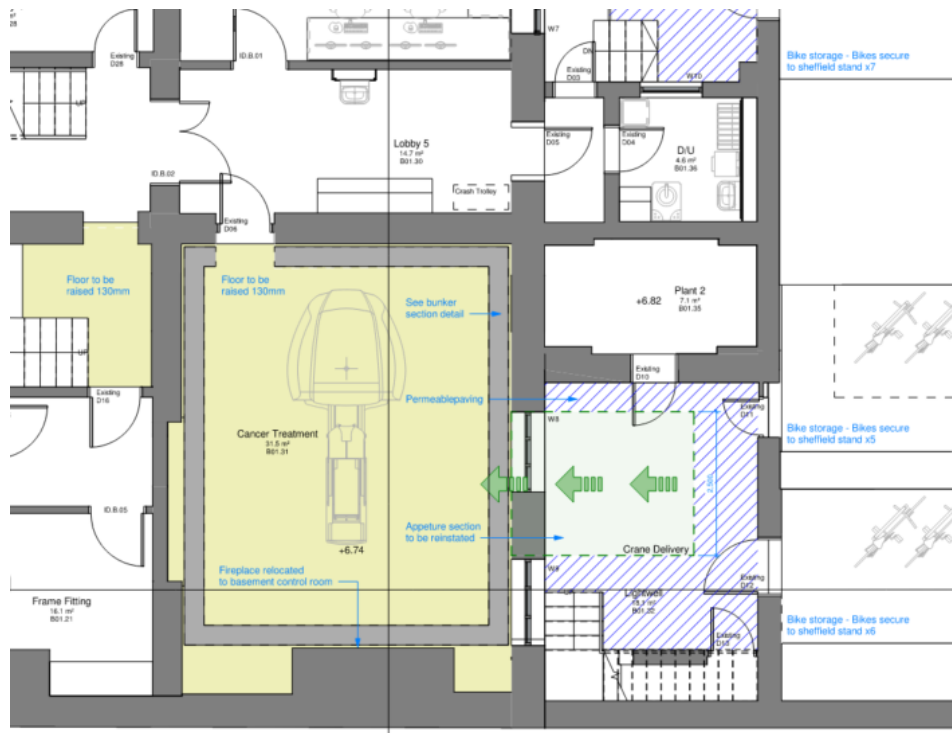 Existing
D28
ID.B.01
W7
DN
Existing
D03
W10
Bike storage - Bikes secure
to sheffield stand x7
UP
Lobby 5
14.7 m²
B01.30
Existing
D05
Existing
D04
D/U
4.6 m²
B01.36
ID.B.02
Crash Trolley
Existing
D06
Floor to be
raised 130mm
Floor to be
raised 130mm
See bunker
section detail
+6.82
Plant 2
7.1 m²
B01.35
UP
Existing
D10
Existing
D16
Permeablepaving
W8
Existing
D11
Cancer Treatment
31.5 m²
B01.31
Bike storage - Bikes secure
to sheffield stand x5
2.500
ID.B.05
Appeture section
to be reinstated
+6.74
Crane Delivery
Fireplace relocated
to basement control room
W9
Existing
D12
UP
Lightwell
B01.22
Frame Fitting
16.1 m²
B01.21
Existing
D13
Bike storage - Bikes secure
to sheffield stand x6